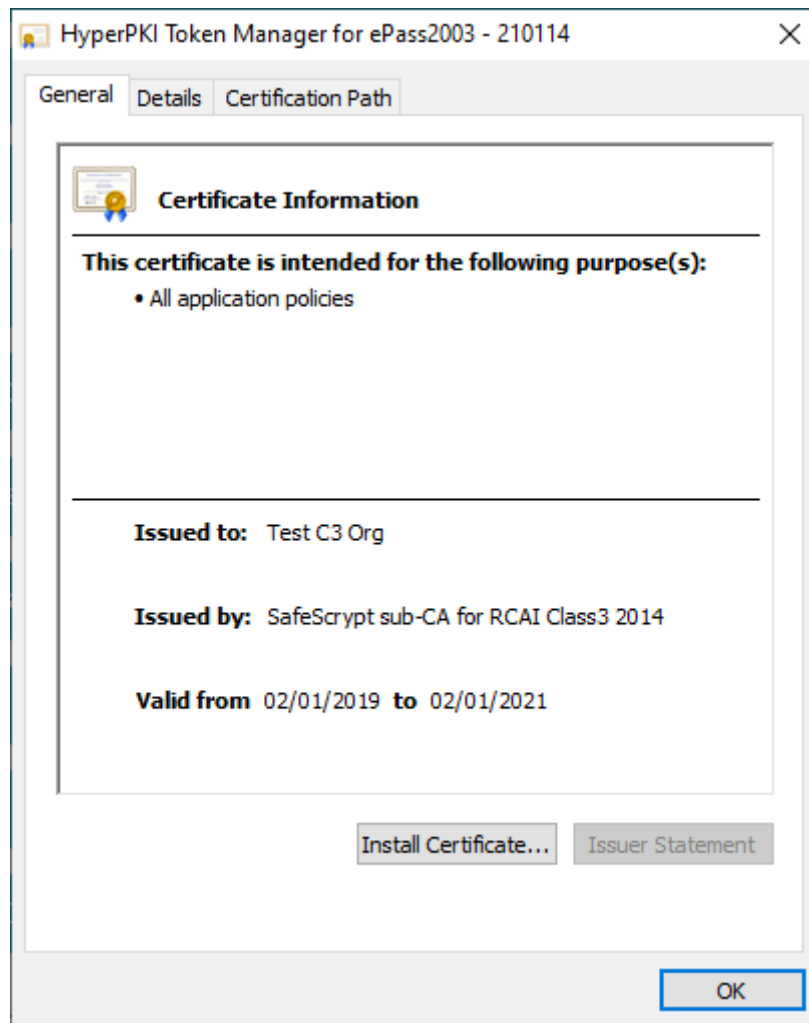 HyperPKI Token Manager for ePass2003 - 210114
General Details Certification Path
Certificate Information
This certificate is intended for the following purpose(s):
• All application policies
Issued to: Test C3 Org
Issued by: SafeScrypt sub-CA for RCAI Class3 2014
Valid from 02/01/2019 to 02/01/2021
Install Certificate... Issuer Statement
OK